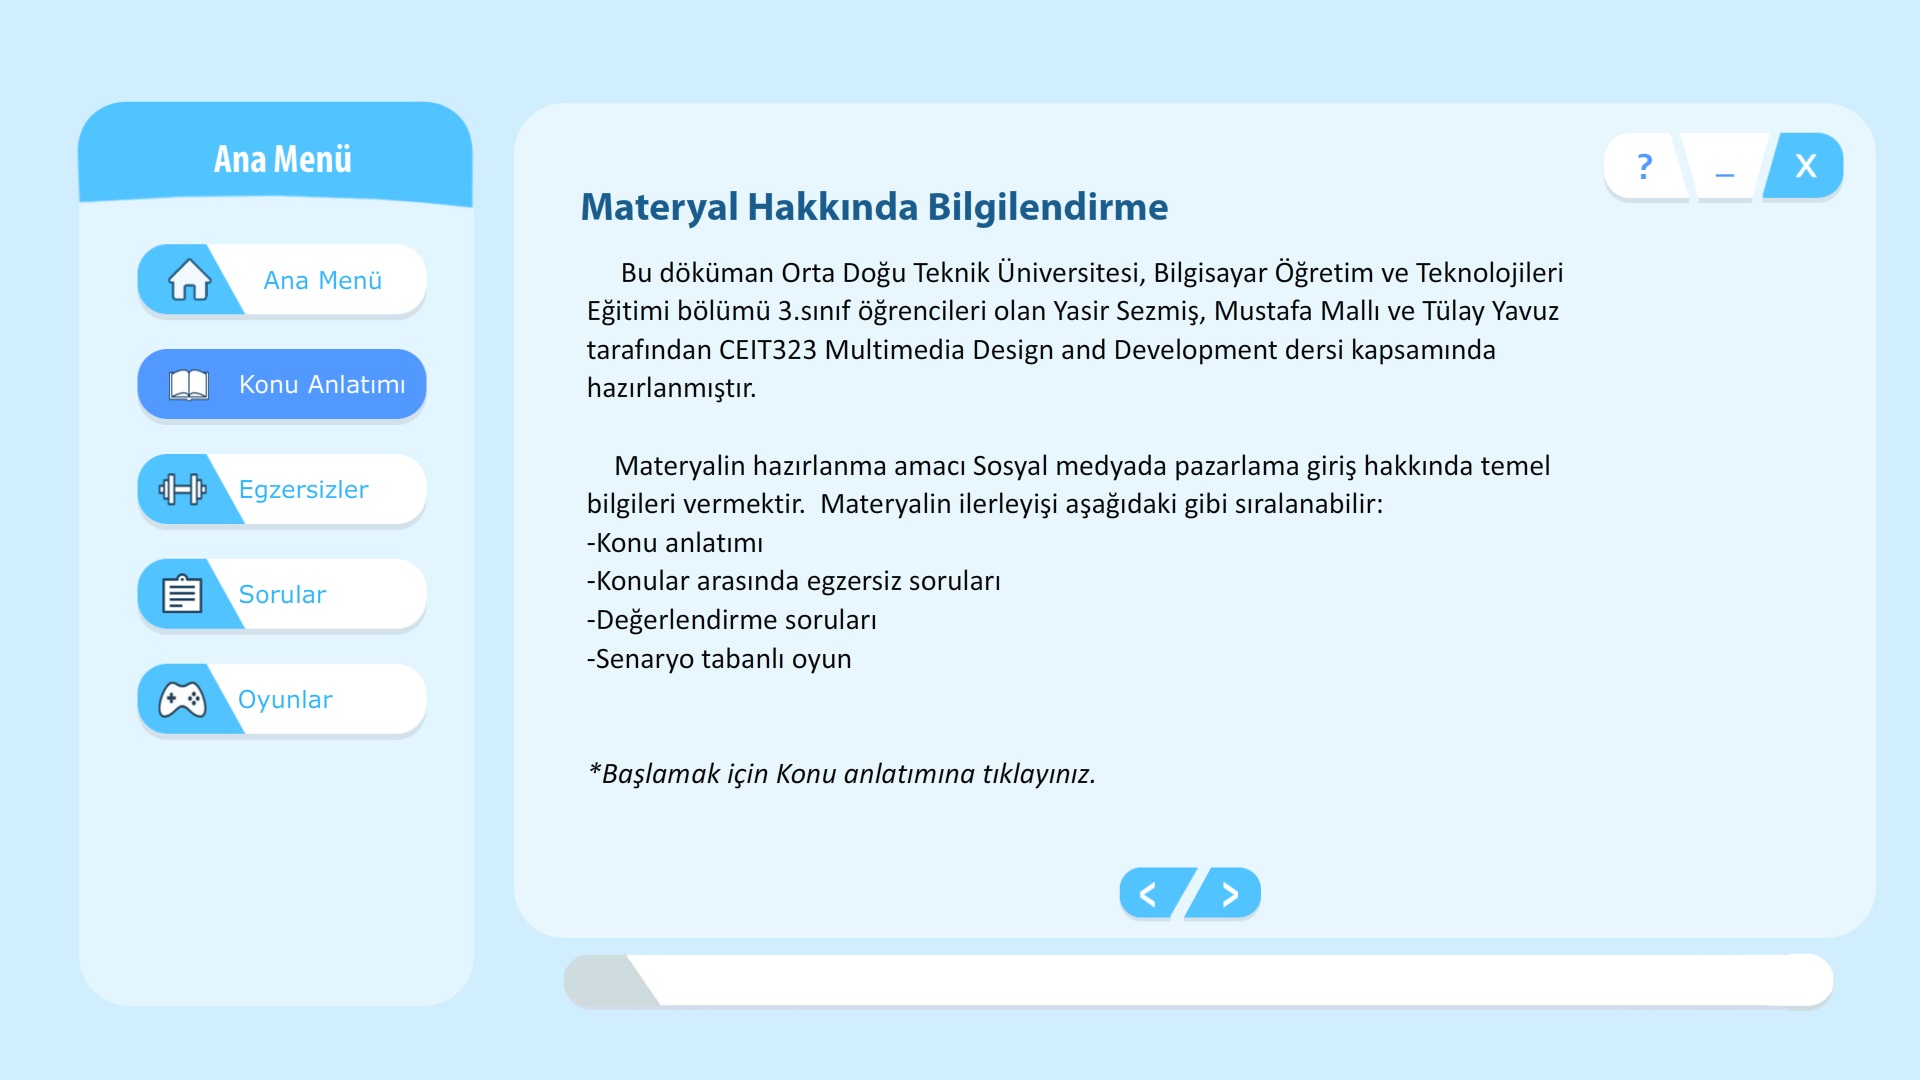 Ana Menü
Ana Menü
Konu Anlatımı
Egzersizler
Sorular
Oyunlar
? _ X
Materyal Hakkında Bilgilendirme
Bu döküman Orta Doğu Teknik Üniversitesi, Bilgisayar Öğretim ve Teknolojileri
Eğitimi bölümü 3.sınıf öğrencileri olan Yasir Sezmiş, Mustafa Mallı ve Tülay Yavuz
tarafından CEIT323 Multimedia Design and Development dersi kapsamında
hazırlanmıştır.
Materyalin hazırlanma amacı Sosyal medyada pazarlama giriş hakkında temel
bilgileri vermektir.  Materyalin ilerleyişi aşağıdaki gibi sıralanabilir:
-Konu anlatımı
-Konular arasında egzersiz soruları
-Değerlendirme soruları
-Senaryo tabanlı oyun
*Başlamak için Konu anlatımına tıklayınız.
< >